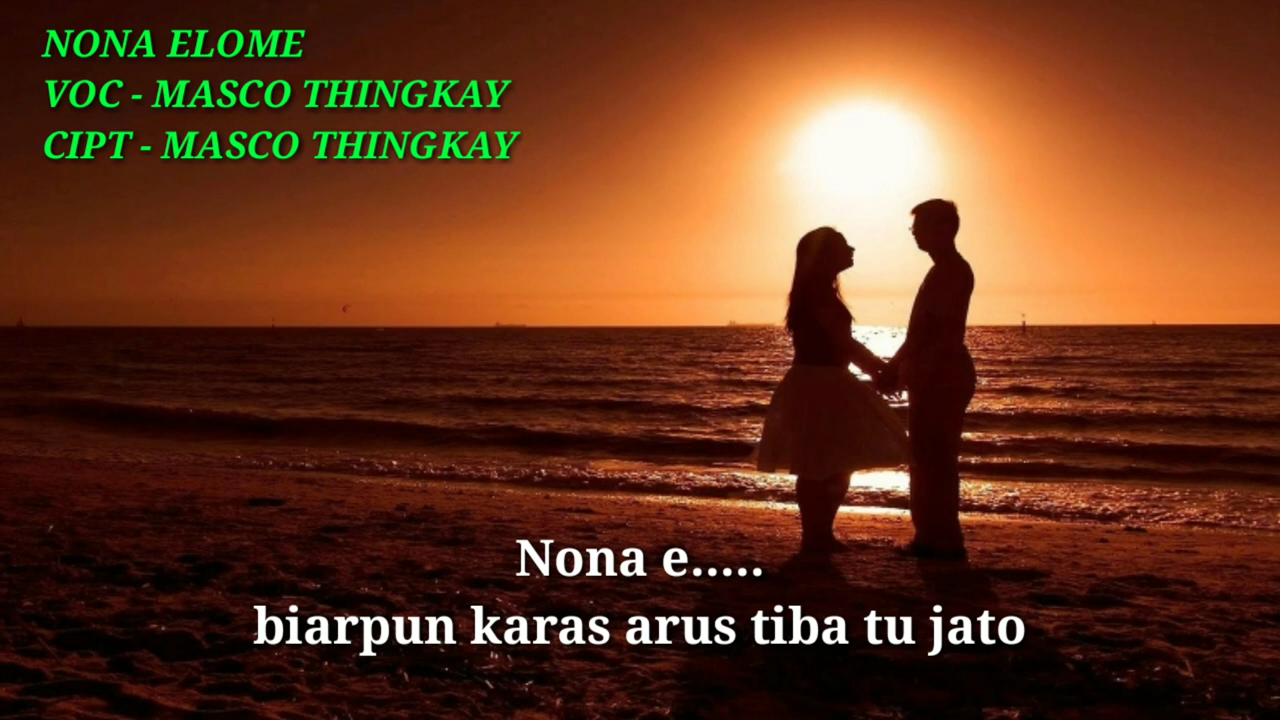 NONA ELOME
VOC - MASCO THINGKAY
CIPT - MASCO THINGKAY
Nona e.....
biarpun karas arus tiba tu jato